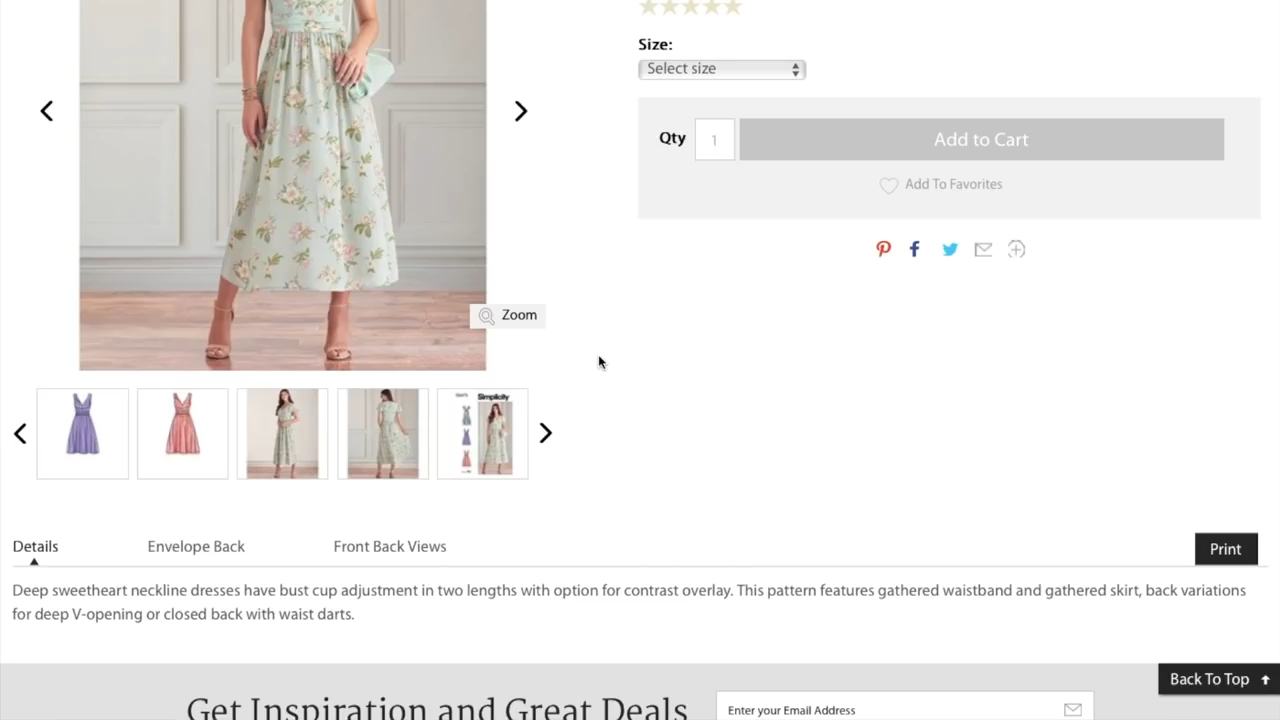 Size:
Select size
Qty
1
Add to Cart
Add To Favorites
Zoom
Simplicity
Details
Envelope Back
Front Back Views
Print
Deep sweetheart neckline dresses have bust cup adjustment in two lengths with option for contrast overlay. This pattern features gathered waistband and gathered skirt, back variations
for deep V-opening or closed back with waist darts.
Back To Top
Get Inspiration and Great Deals
Enter your Email Address